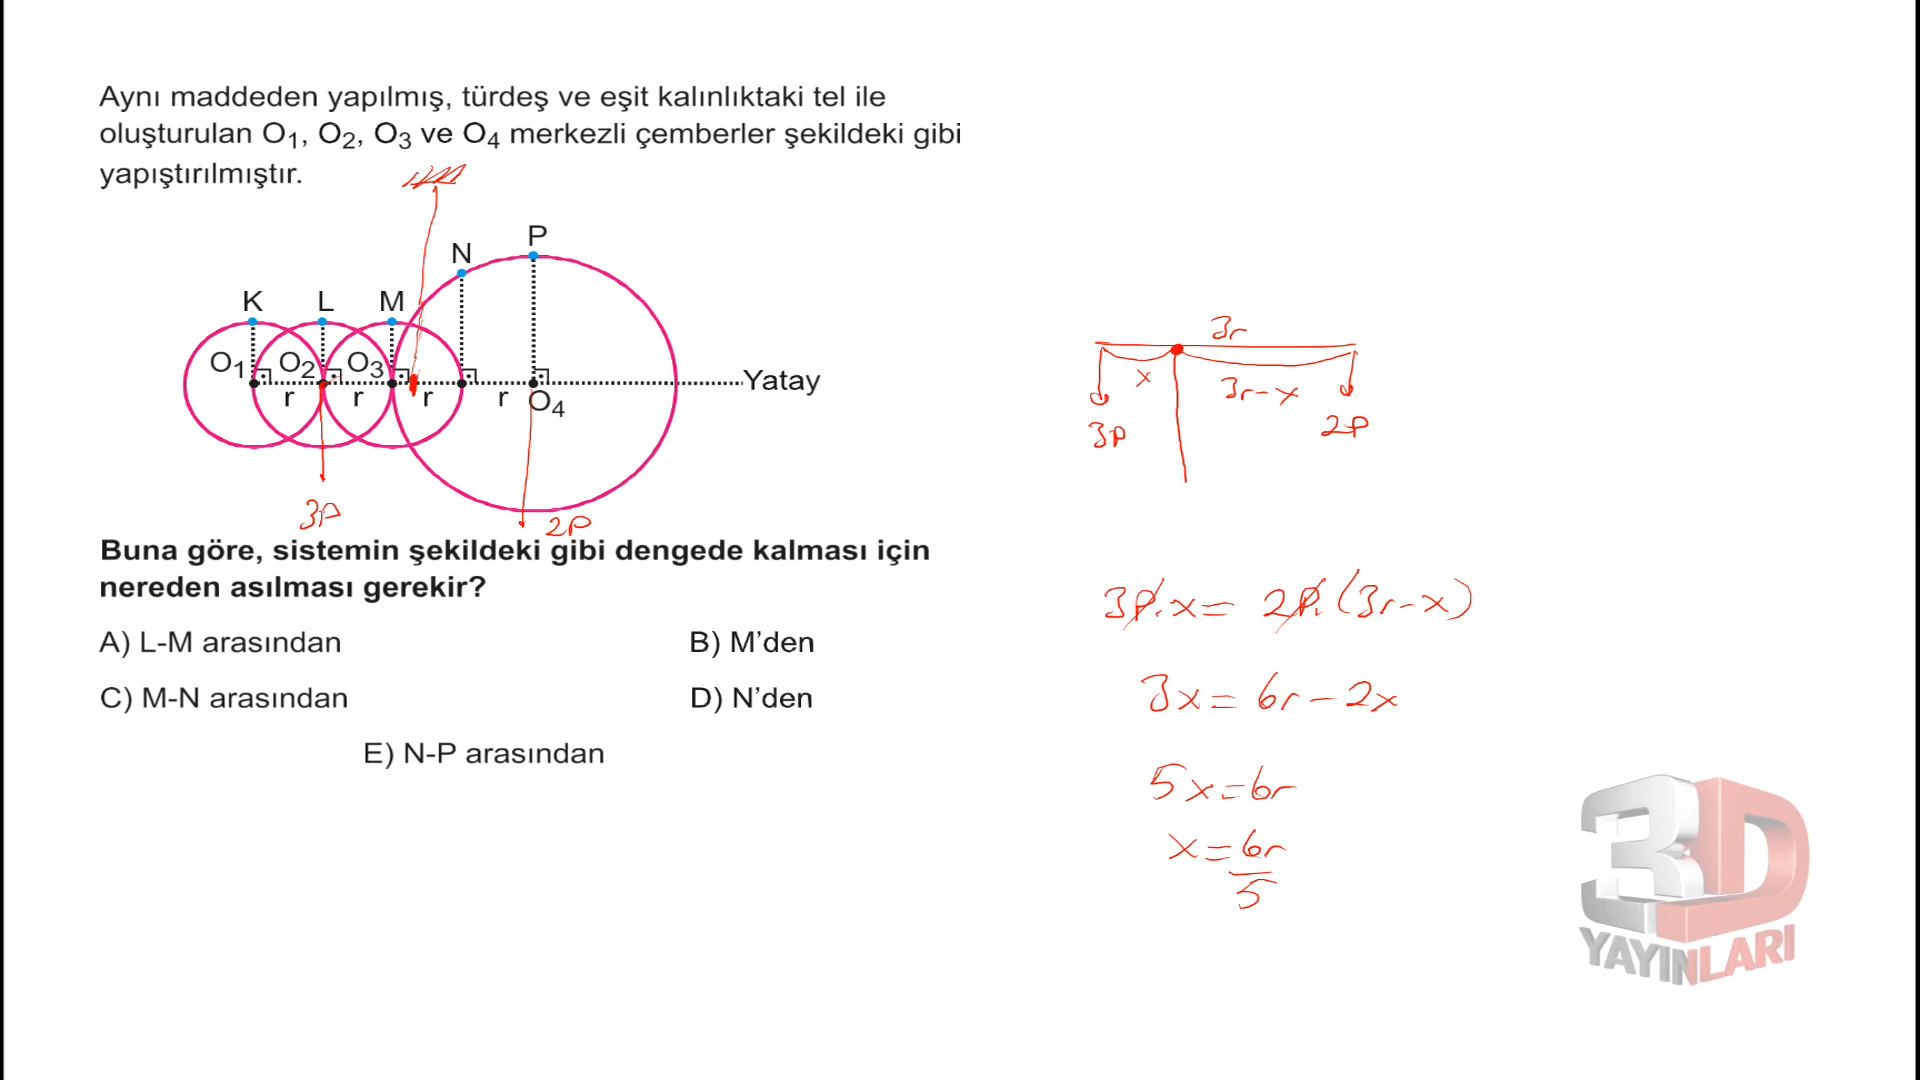 Aynı maddeden yapılmış, türdeş ve eşit kalınlıktaki tel ile
oluşturulan O₁, O₂, O₃ ve O₄ merkezli çemberler şekildeki gibi
yapıştırılmıştır.
P
N
K L M
O₁ O₂ O₃
Yatay
r r r r O₄
3P
2P
Buna göre, sistemin şekildeki gibi dengede kalması için
nereden asılması gerekir?
A) L-M arasından B) M’den
C) M-N arasından D) N’den
E) N-P arasından
3r
x 3r-x
3P 2P
3P.x = 2P.(3r-x)
3x = 6r - 2x
5x = 6r
x = 6r
5
3D
YAYINLARI